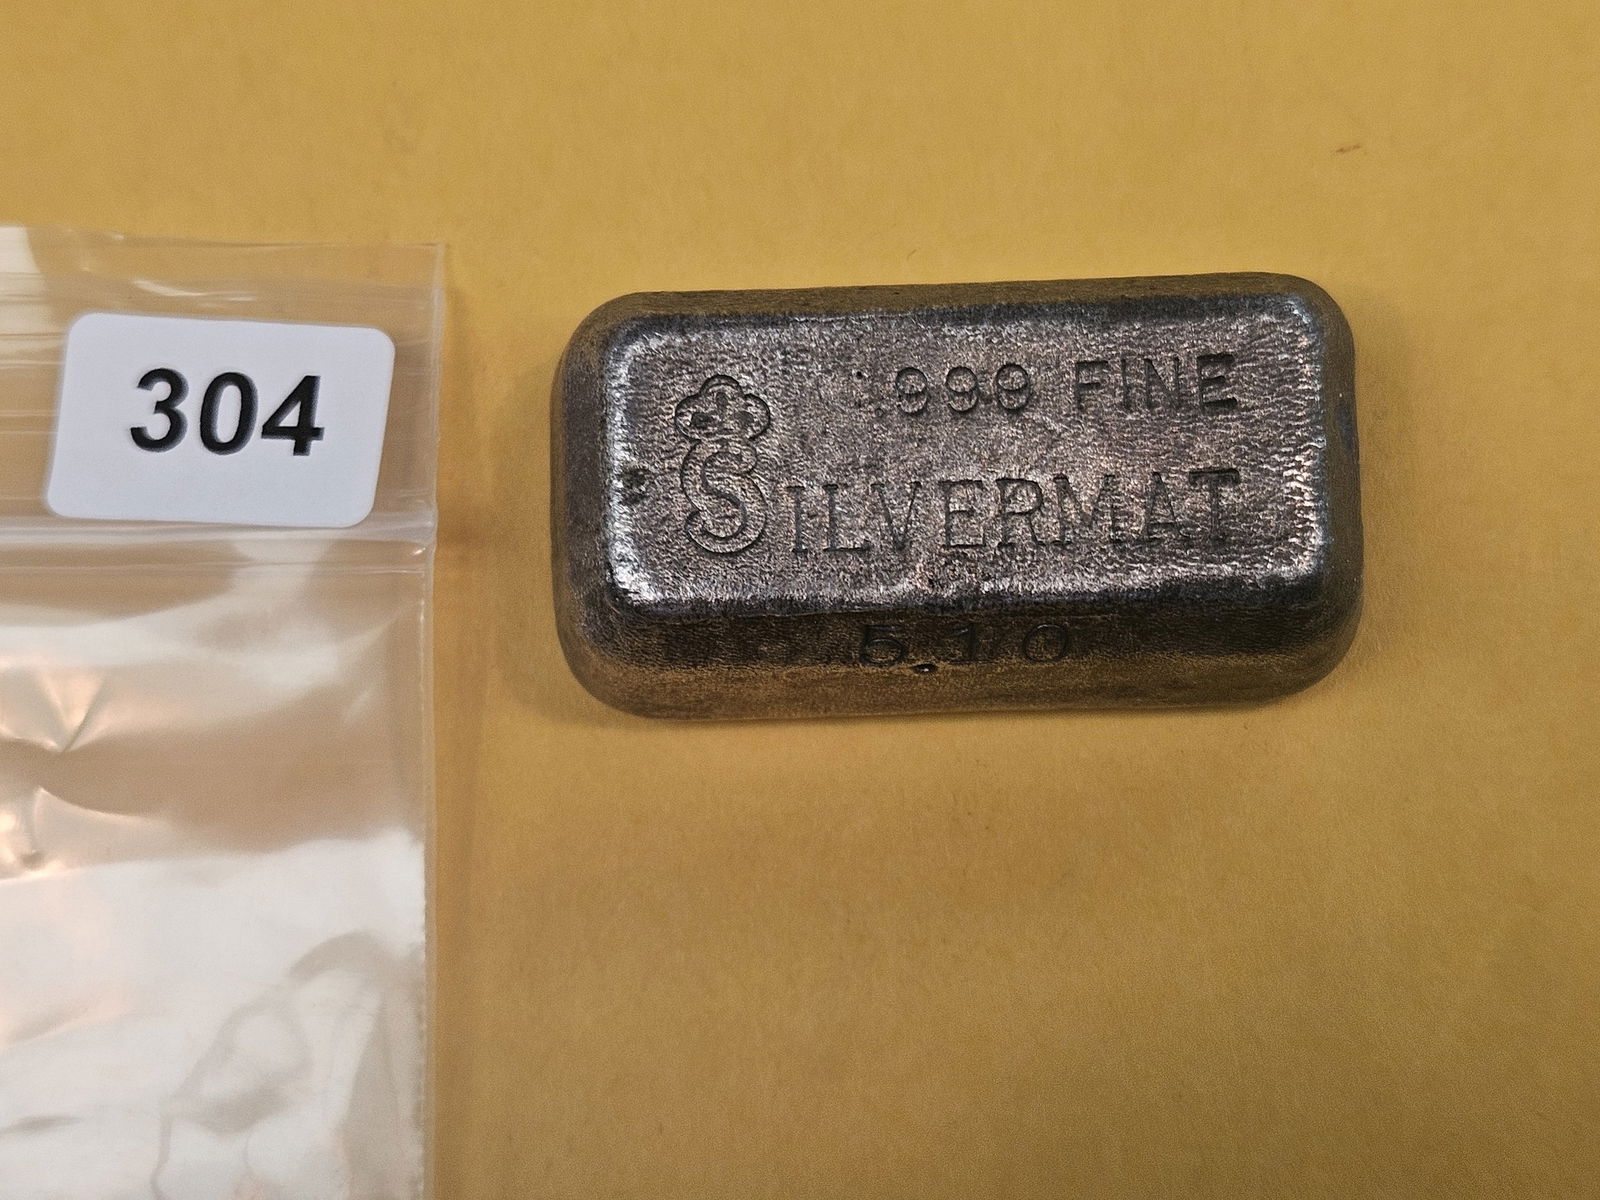 304
.999 FINE
SILVERMAT
5.10